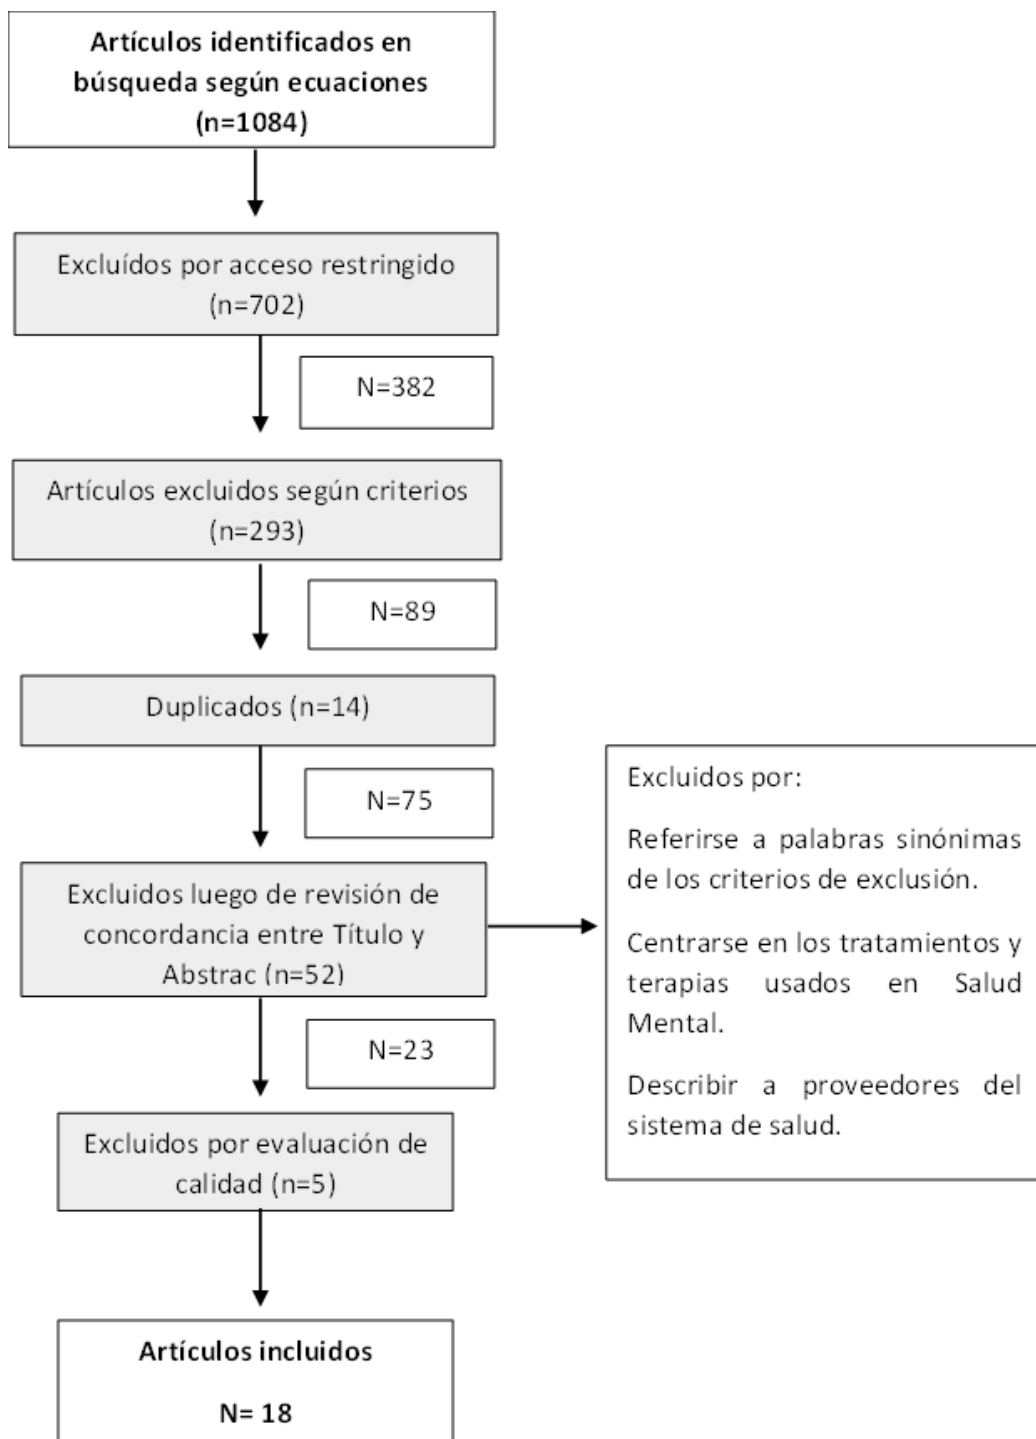 Artículos identificados en
búsqueda según ecuaciones
(n=1084)
Excluídos por acceso restringido
(n=702)
N=382
Artículos excluidos según criterios
(n=293)
N=89
Duplicados (n=14)
N=75
Excluidos luego de revisión de
concordancia entre Título y
Abstrac (n=52)
Excluidos por:
Referirse a palabras sinónimas
de los criterios de exclusión.
Centrarse en los tratamientos y
terapias usados en Salud
Mental.
Describir a proveedores del
sistema de salud.
N=23
Excluidos por evaluación de
calidad (n=5)
Artículos incluidos
N= 18